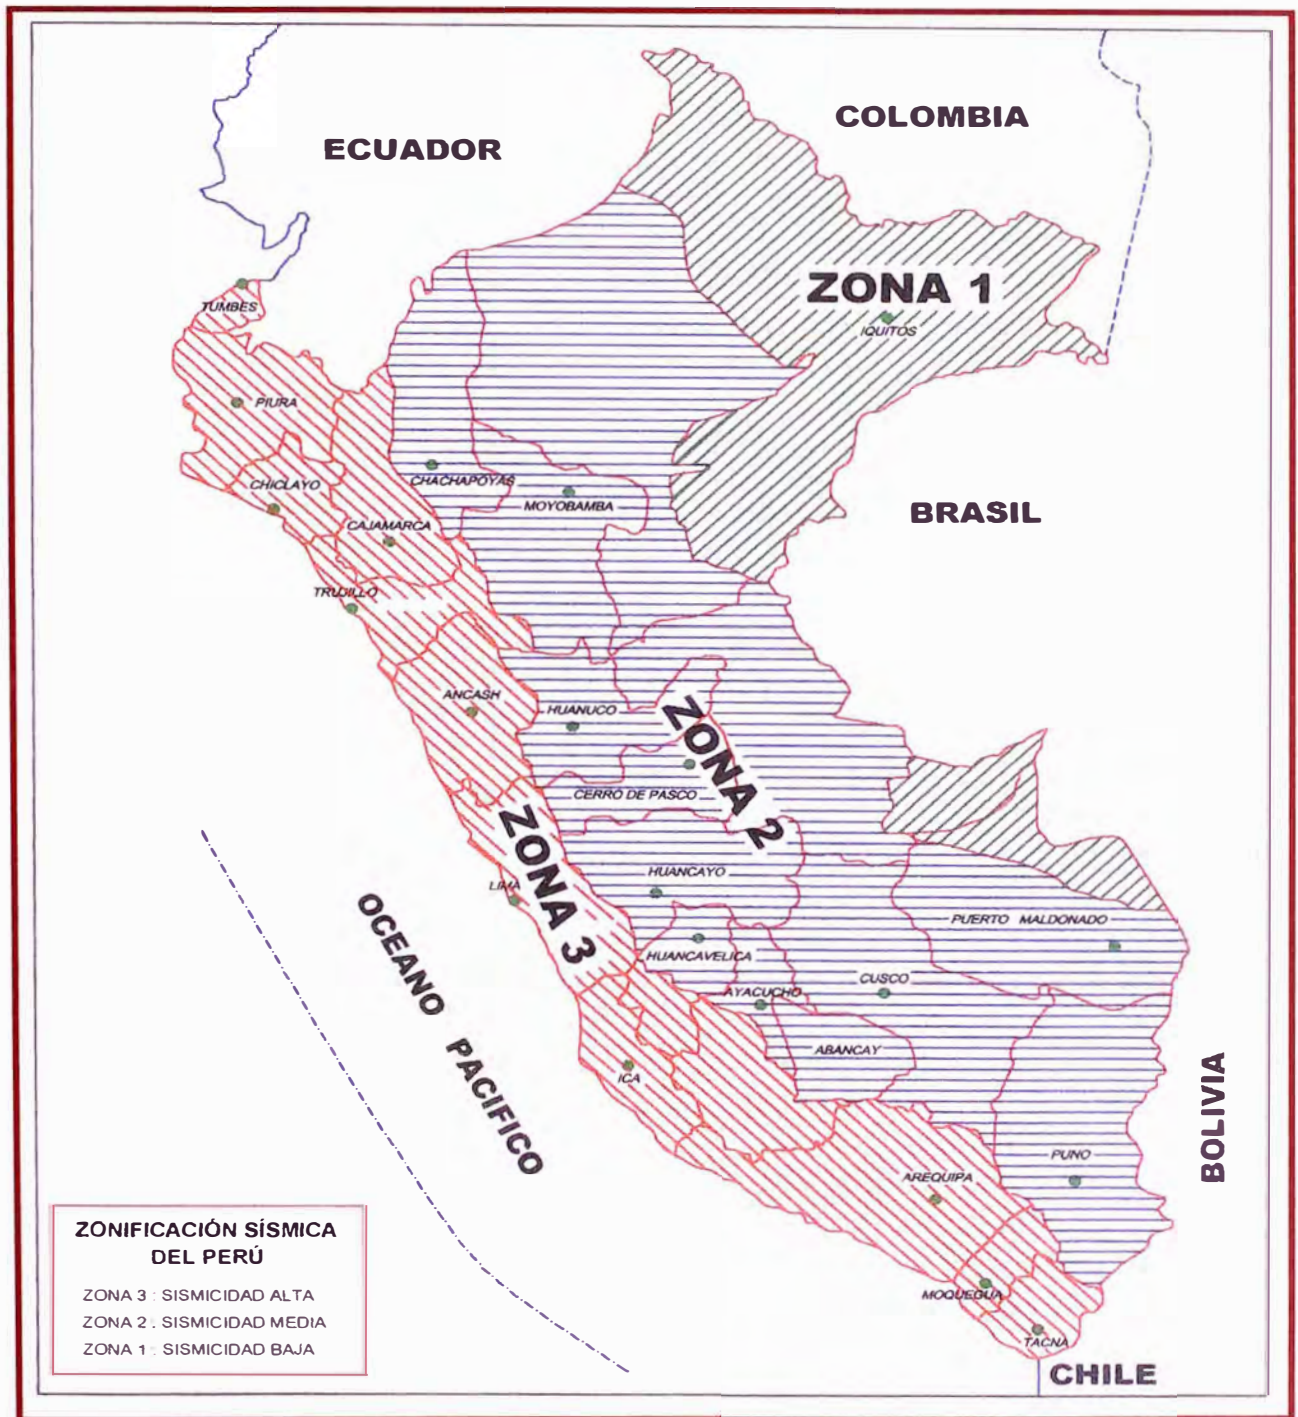 COLOMBIA
ECUADOR
ZONA 1
IQUITOS
TUMBES
PIURA
CHICLAYO
CHACHAPOYAS
MOYOBAMBA
BRASIL
CAJAMARCA
TRUJILLO
ANCASH
HUANUCO
ZONA 2
CERRO DE PASCO
ZONA 3
HUANCAYO
LIMA
PUERTO MALDONADO
OCEANO PACIFICO
HUANCAVELICA
CUSCO
AYACUCHO
ABANCAY
ICA
BOLIVIA
PUNO
AREQUIPA
MOQUEGUA
TACNA
CHILE
ZONIFICACIÓN SÍSMICA
DEL PERÚ
ZONA 3 : SISMICIDAD ALTA
ZONA 2 : SISMICIDAD MEDIA
ZONA 1 : SISMICIDAD BAJA